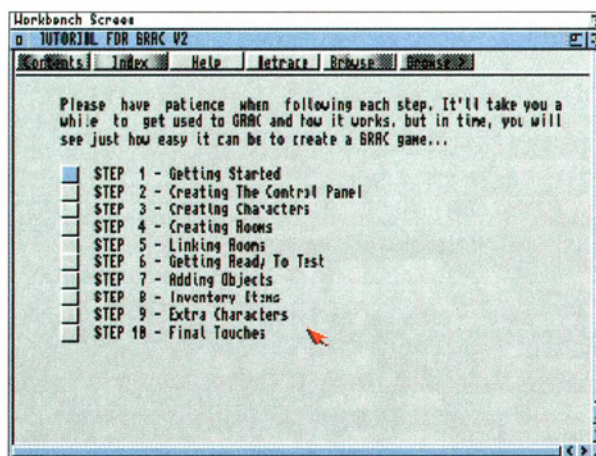 Workbench Screen
TUTORIAL FOR GRAC V2
Contents Index Help Retrace Browse < Browse >
Please have patience when following each step. It'll take you a
while to get used to GRAC and how it works, but in time, you will
see just how easy it can be to create a GRAC game...
STEP 1 - Getting Started
STEP 2 - Creating The Control Panel
STEP 3 - Creating Characters
STEP 4 - Creating Rooms
STEP 5 - Linking Rooms
STEP 6 - Getting Ready To Test
STEP 7 - Adding Objects
STEP 8 - Inventory Items
STEP 9 - Extra Characters
STEP 10 - Final Touches